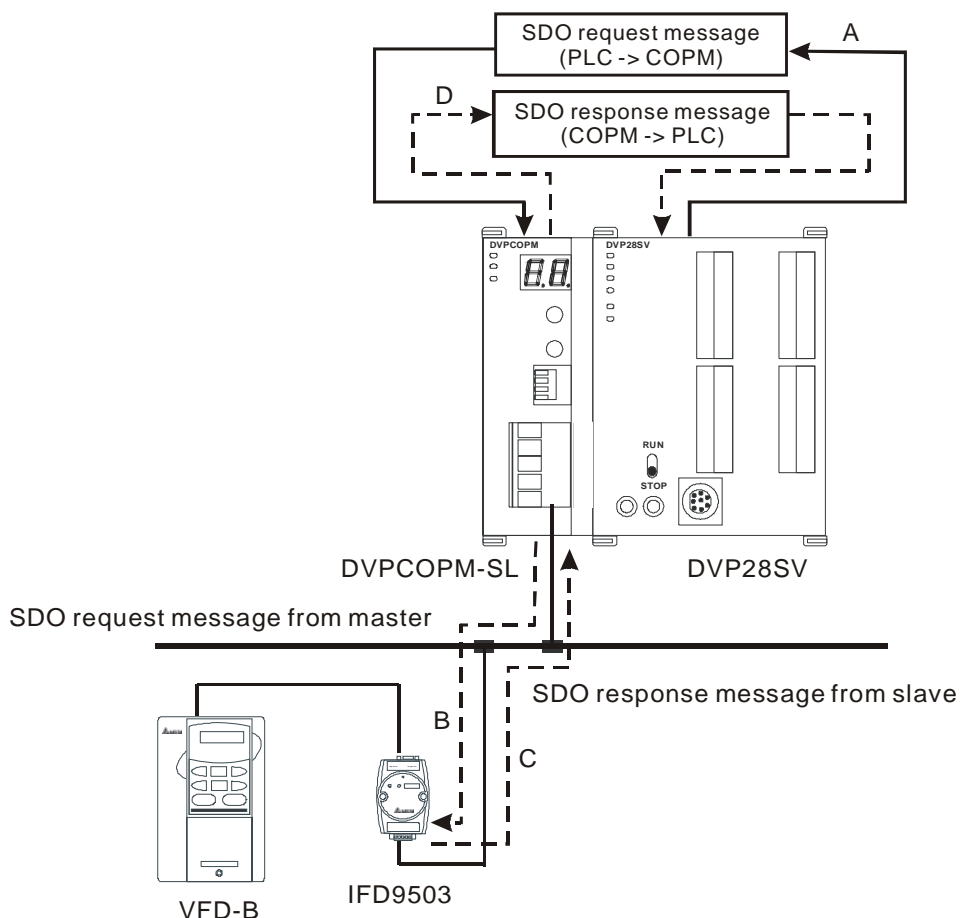 SDO request message
(PLC -> COPM)
A
D
SDO response message
(COPM -> PLC)
DVPCOPM
DVP28SV
RUN
STOP
DVPCOPM-SL
DVP28SV
SDO request message from master
SDO response message from slave
B
C
IFD9503
VFD-B